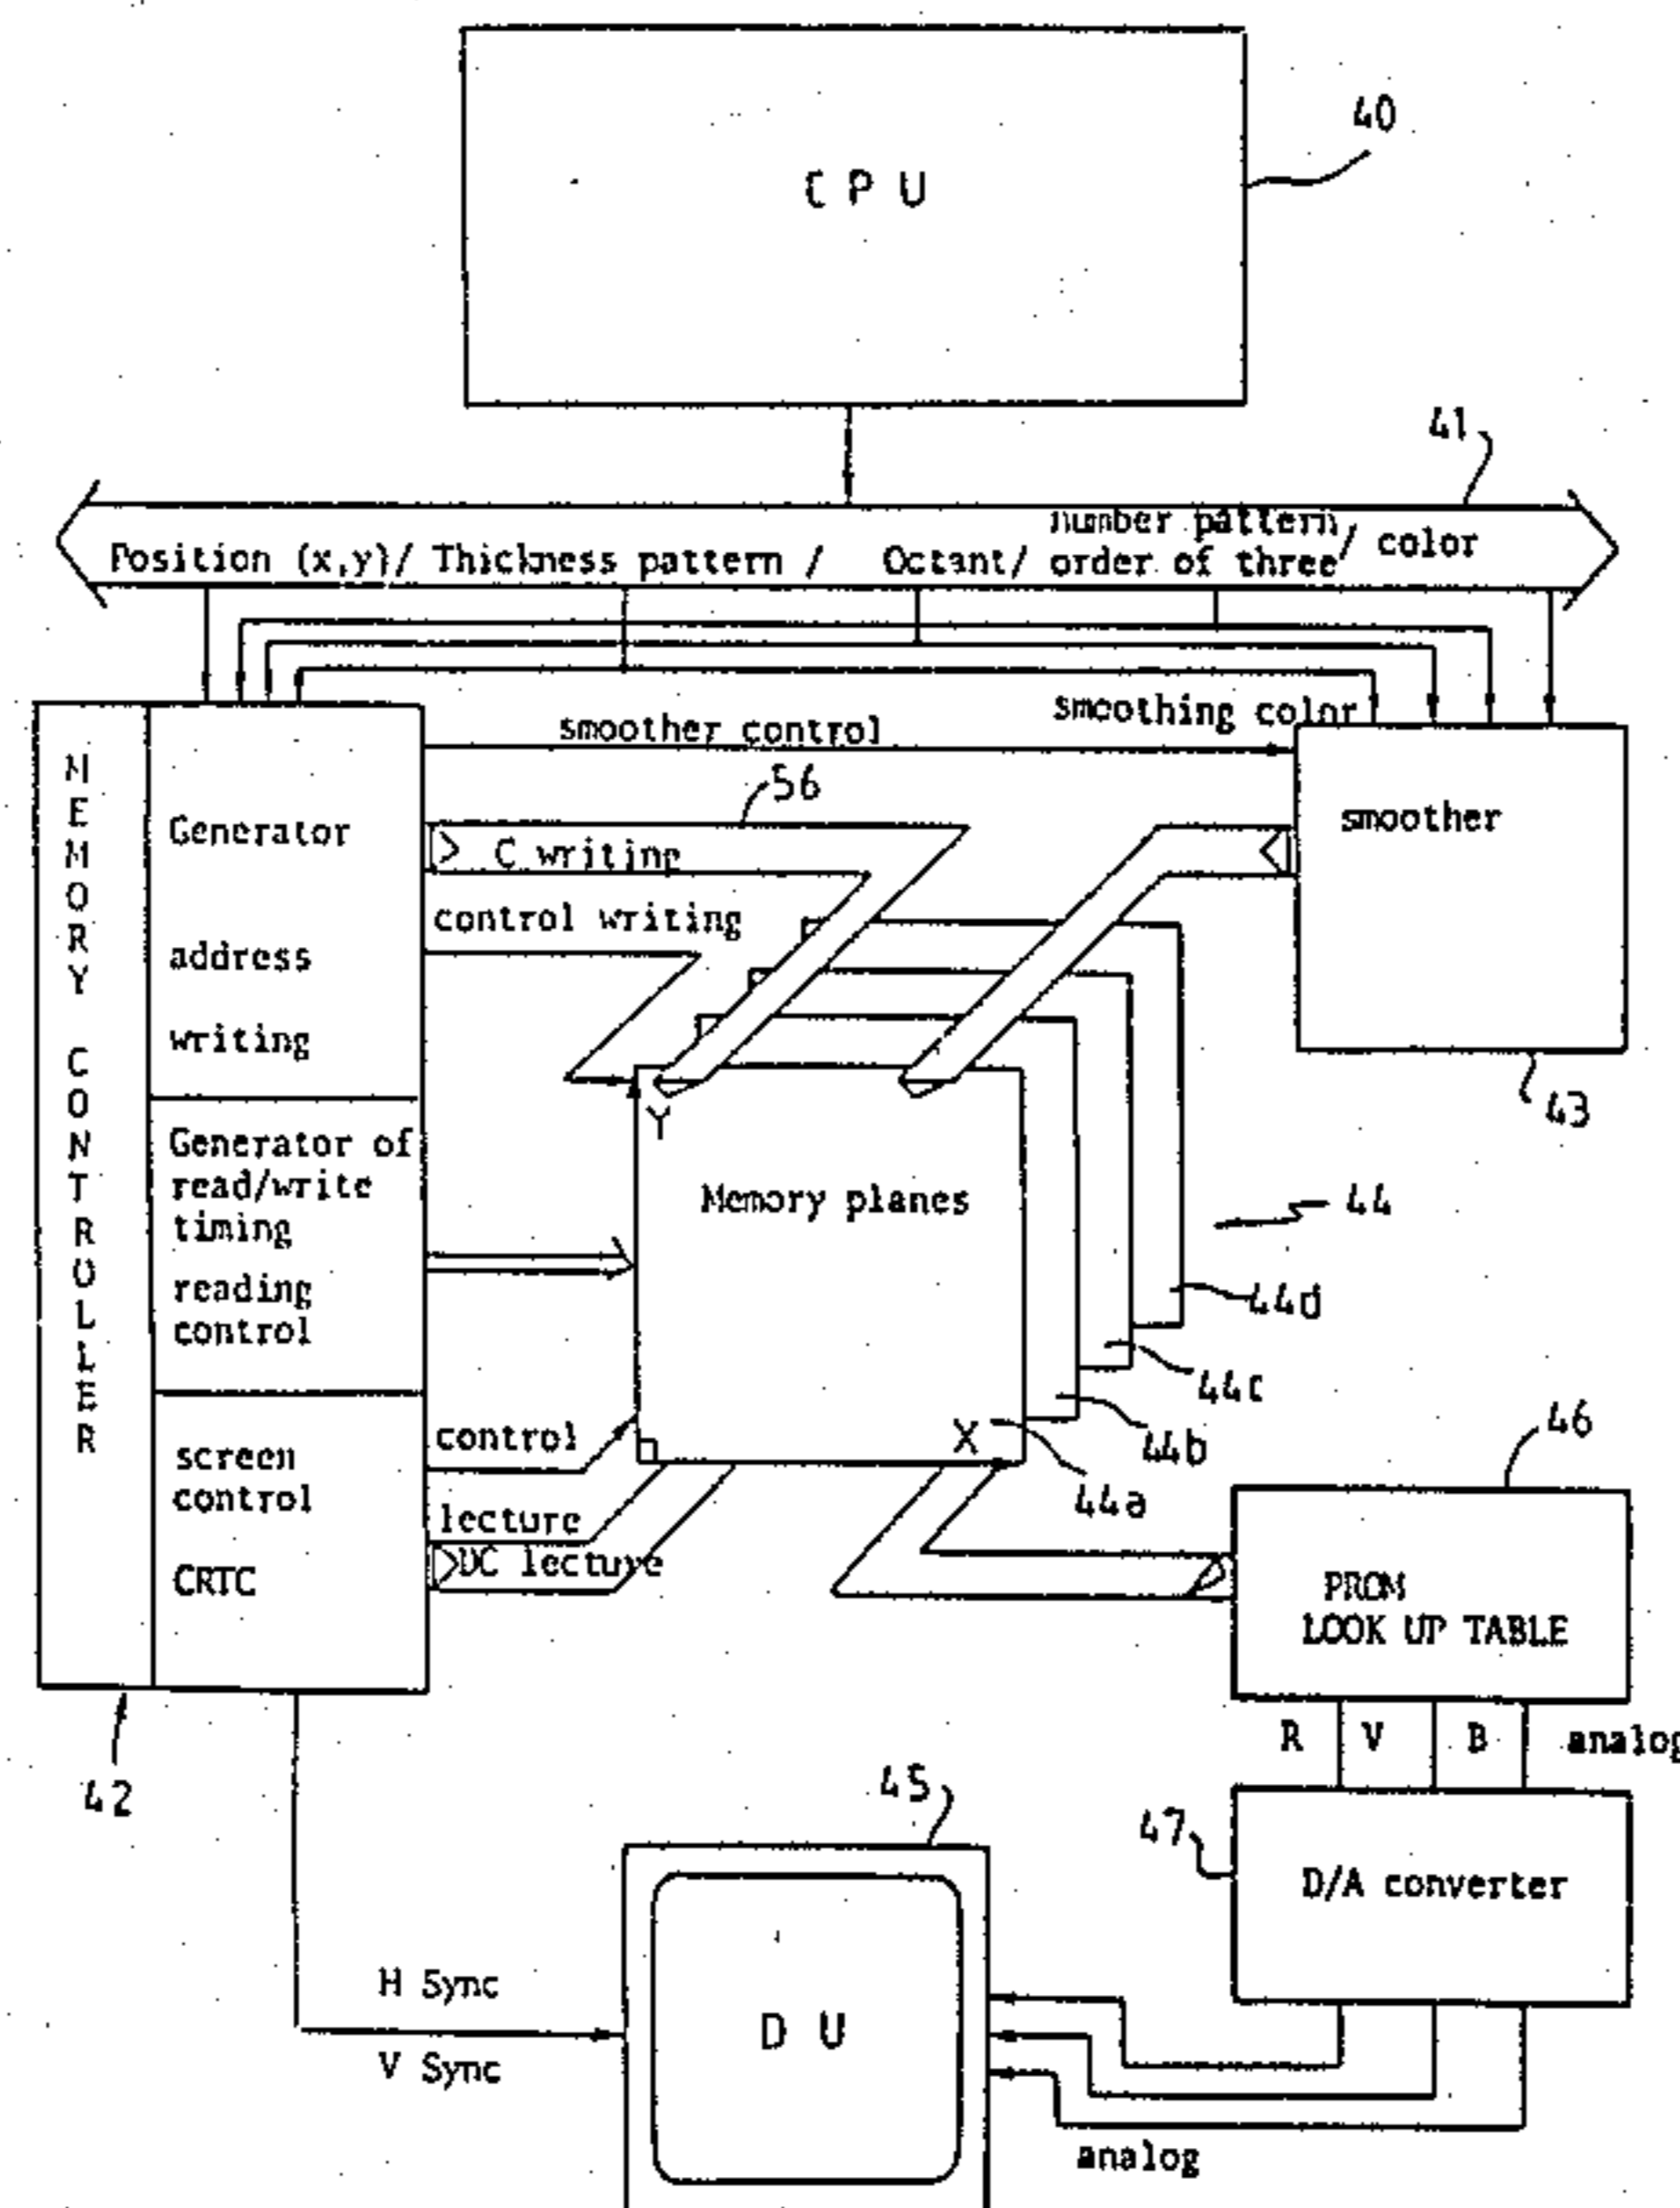 CPU
40
41
Position (x,y)/ Thickness pattern / Octant/ number pattern order of three / color
smoother control
smoothing color
MEMORY CONTROLLER
Generator
address
writing
56
C writing
control writing
smoother
43
Generator of
read/write
timing
reading
control
Y
Memory planes
X
44
44d
44c
44b
44a
screen
control
CRTC
control
lecture
DC lecture
46
PROM
LOOK UP TABLE
R V B analog
42
45
47
D/A converter
H Sync
V Sync
D U
analog